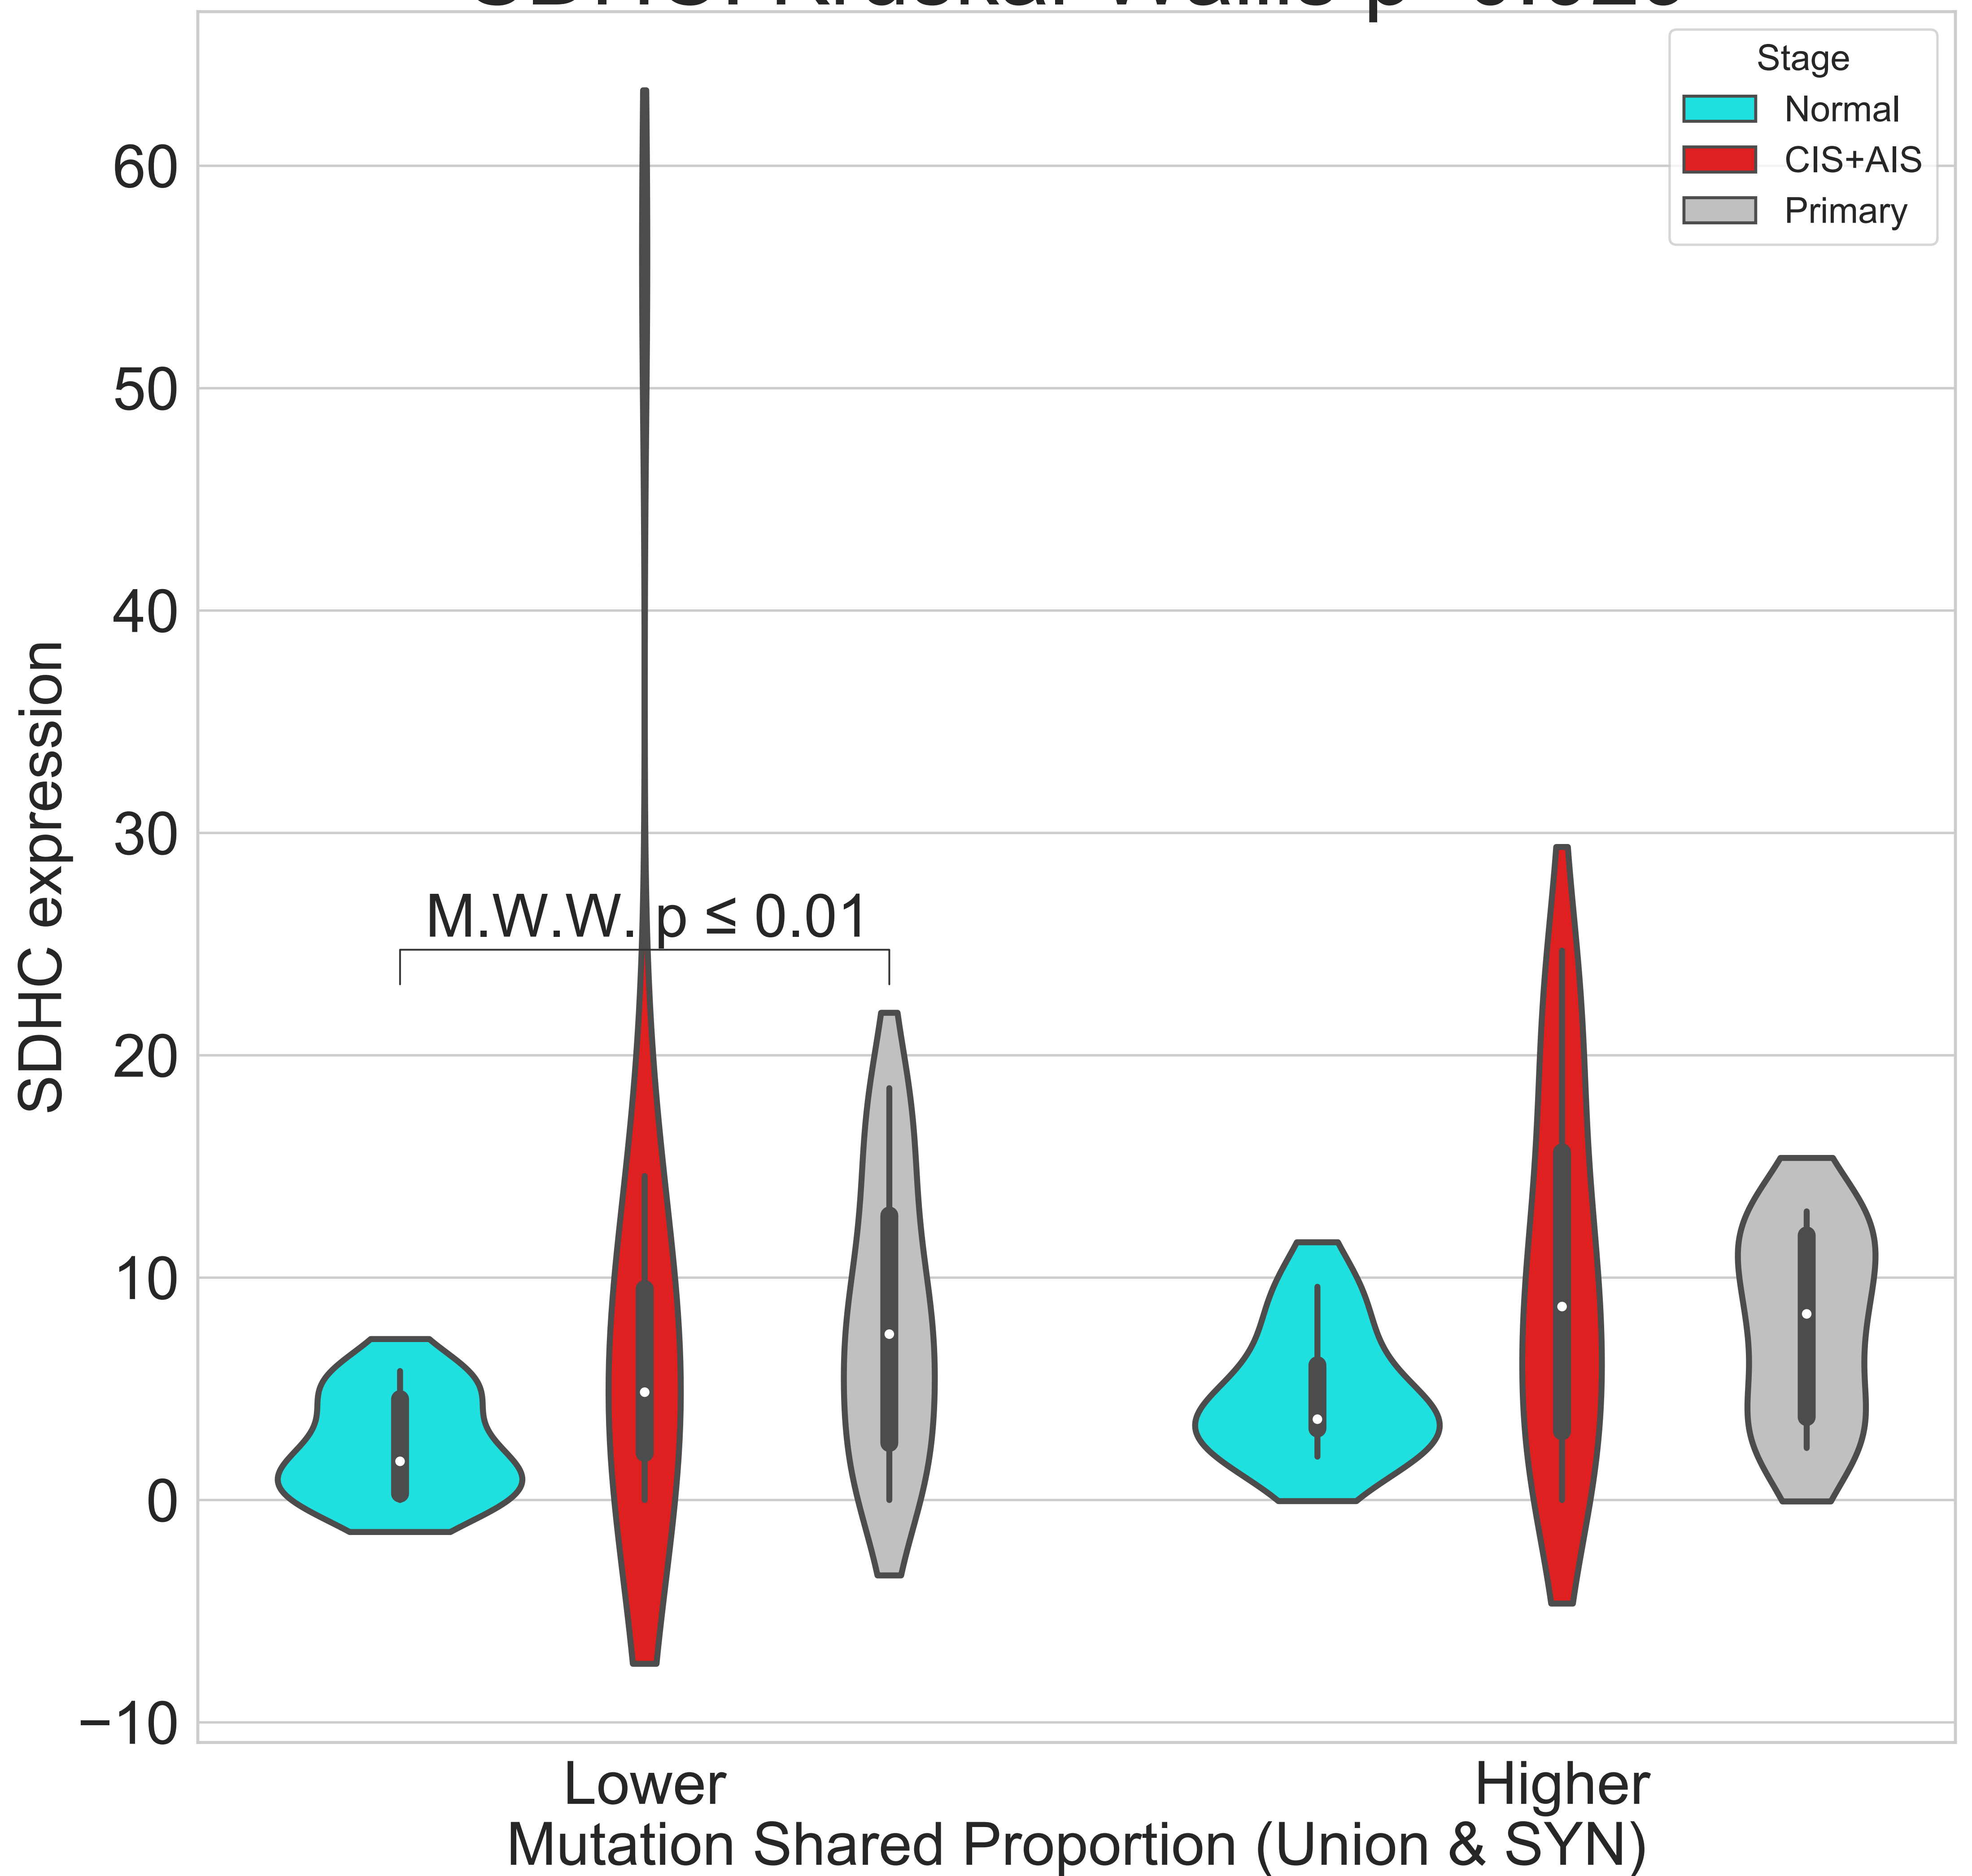 Stage
Normal
CIS+AIS
Primary
60
50
40
30
20
10
0
−10
SDHC expression
M.W.W. p ≤ 0.01
Lower
Higher
Mutation Shared Proportion (Union & SYN)